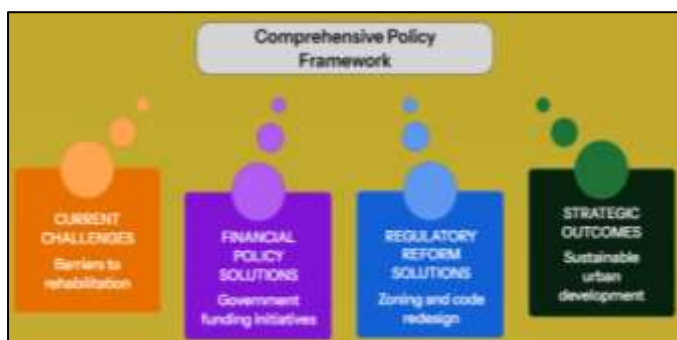 Comprehensive Policy
Framework
CURRENT
CHALLENGES
Barriers to
rehabilitation
FINANCIAL
POLICY
SOLUTIONS
Government
funding initiatives
REGULATORY
REFORM
SOLUTIONS
Zoning and code
redesign
STRATEGIC
OUTCOMES
Sustainable
urban
development